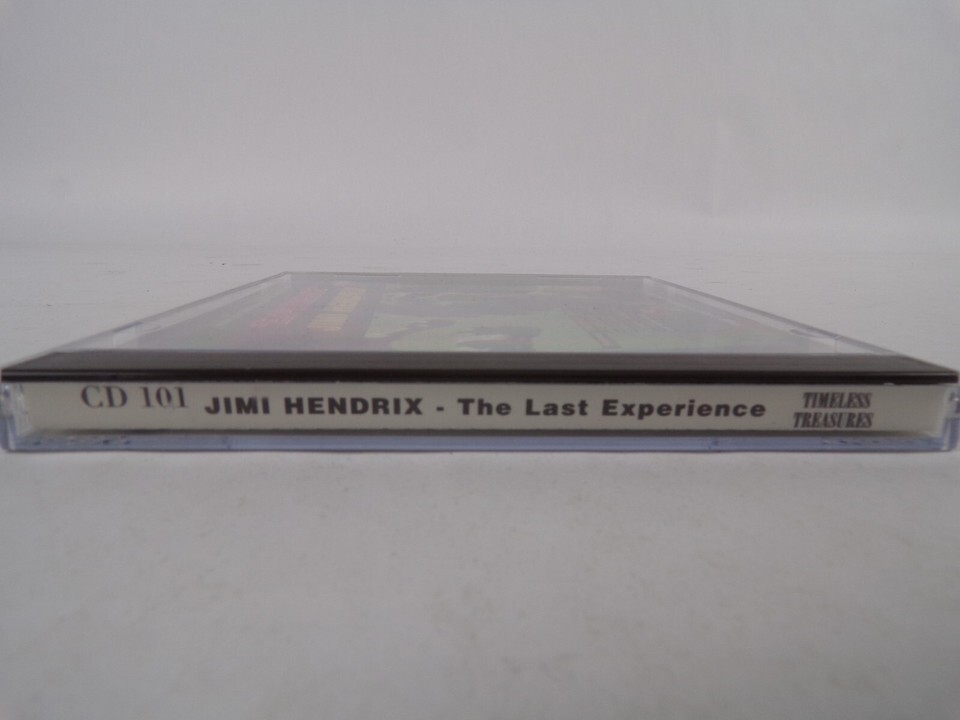 CD 101 JIMI HENDRIX - The Last Experience
TIMELESS
TREASURES